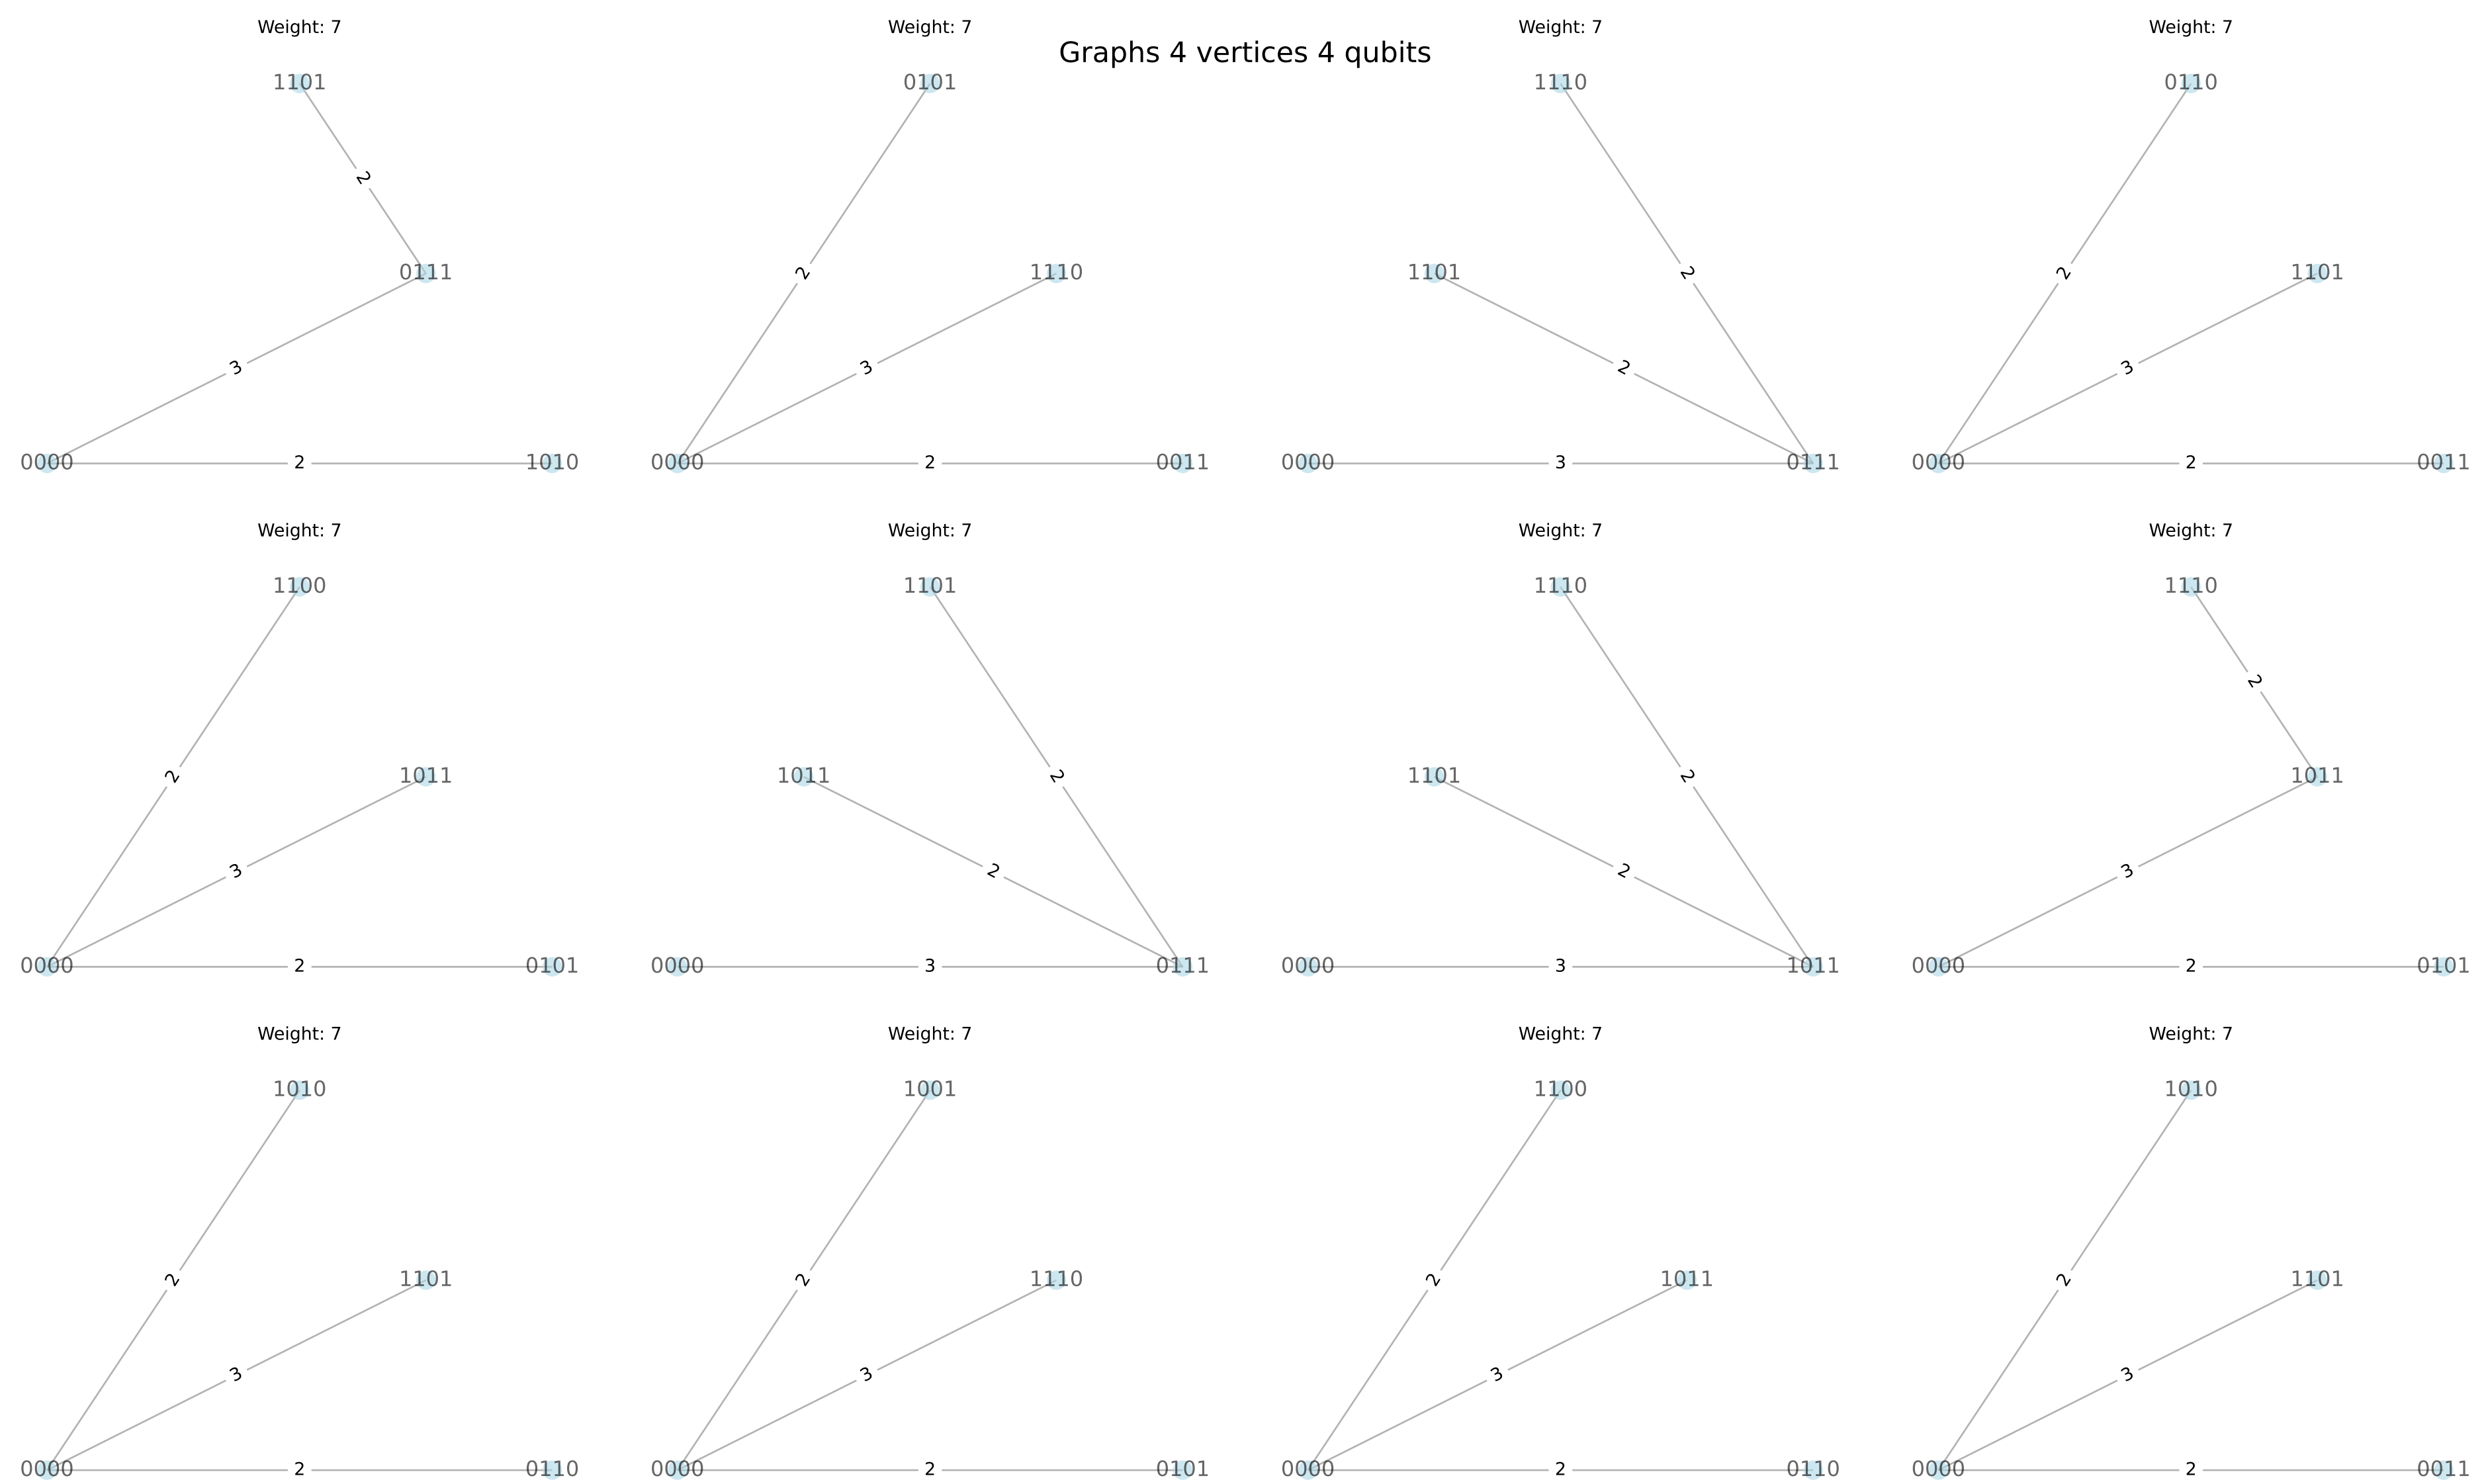 Weight: 7 Weight: 7 Weight: 7 Weight: 7
Graphs 4 vertices 4 qubits
1101 0101 1110 0110
2
0111 1110 1101 1101
2 2 2
3 3 2 3
0000 2 1010 0000 2 0011 0000 3 0111 0000 2 0011
Weight: 7 Weight: 7 Weight: 7 Weight: 7
1100 1101 1110 1110
2
1011 1011 1101 1011
2 2 2
3 2 2 3
0000 2 0101 0000 3 0111 0000 3 1011 0000 2 0101
Weight: 7 Weight: 7 Weight: 7 Weight: 7
1010 1001 1100 1010
2 1101 2 1110 2 1011 2 1101
3 3 3 3
0000 2 0110 0000 2 0101 0000 2 0110 0000 2 0011